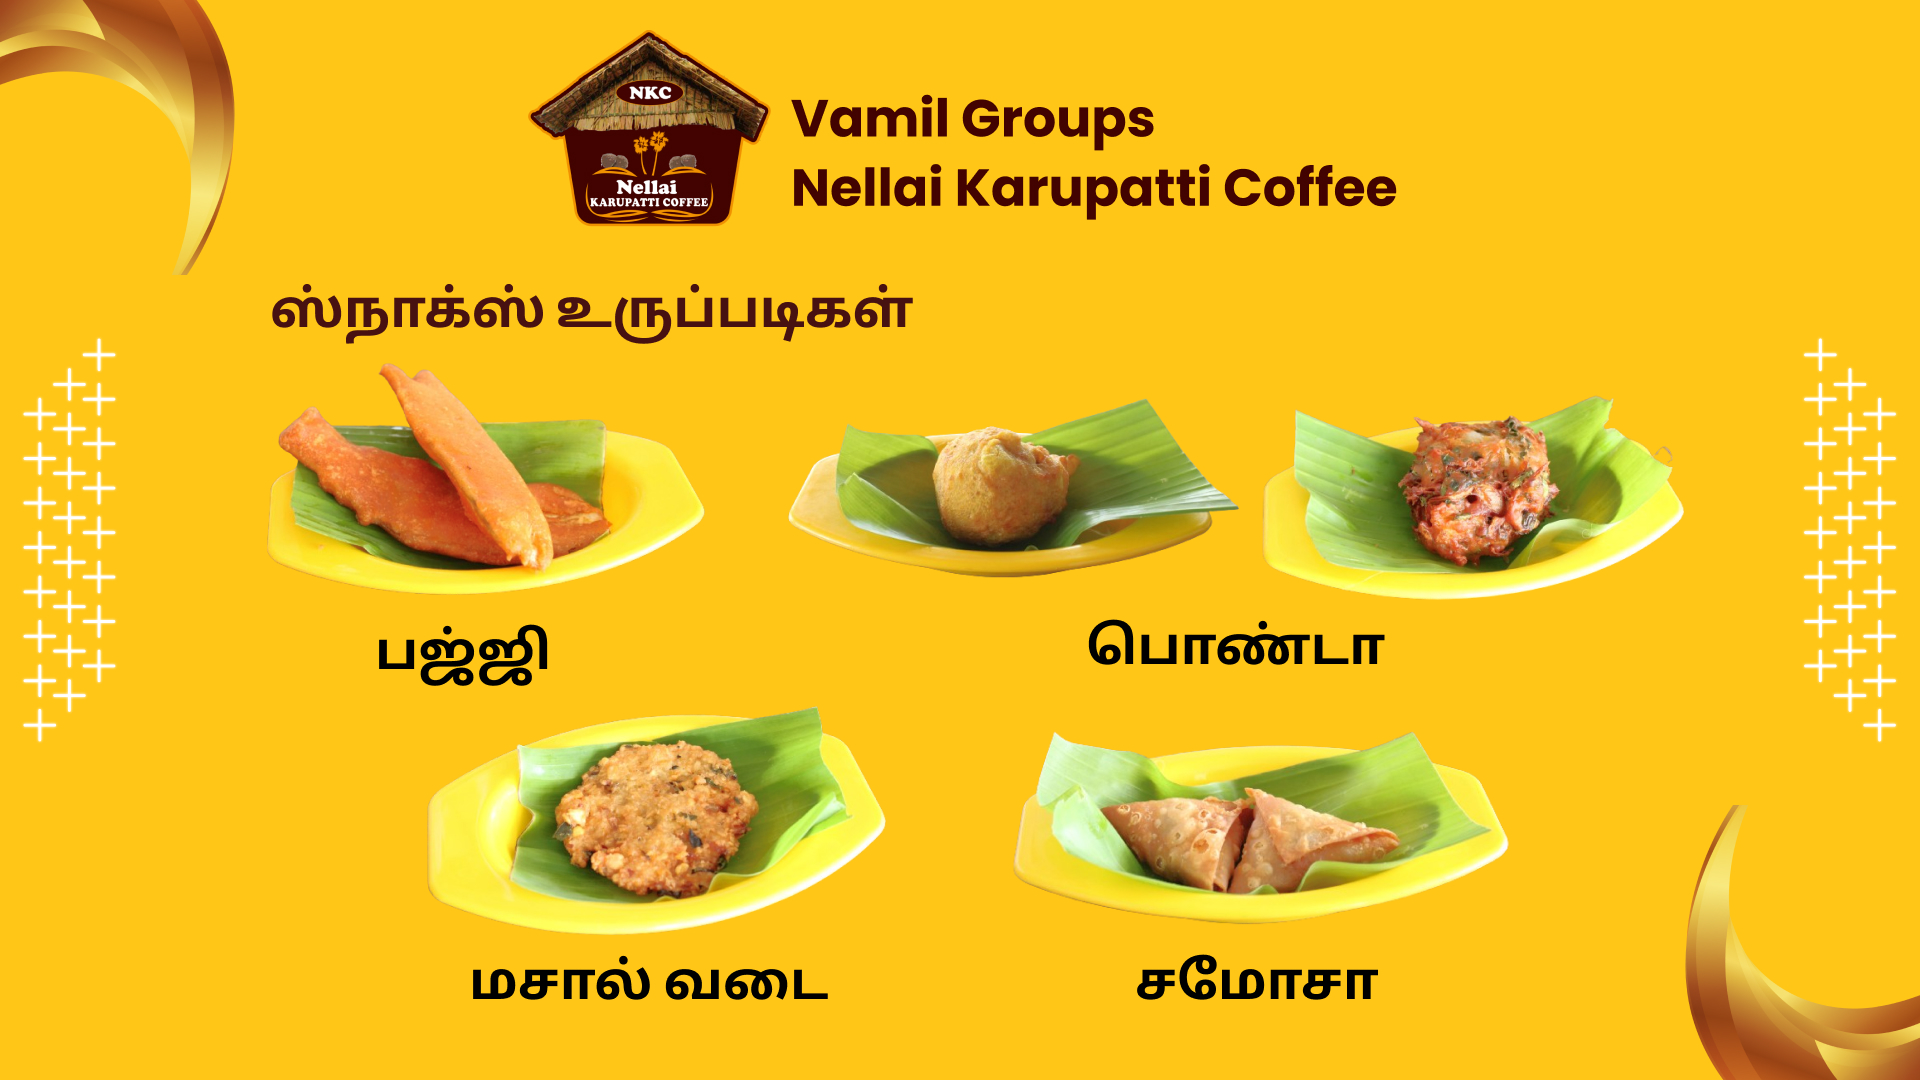 NKC
Nellai
KARUPATTI COFFEE
Vamil Groups
Nellai Karupatti Coffee
ஸ்நாக்ஸ் உருப்படிகள்
பஜ்ஜி
பொண்டா
மசால் வடை
சமோசா